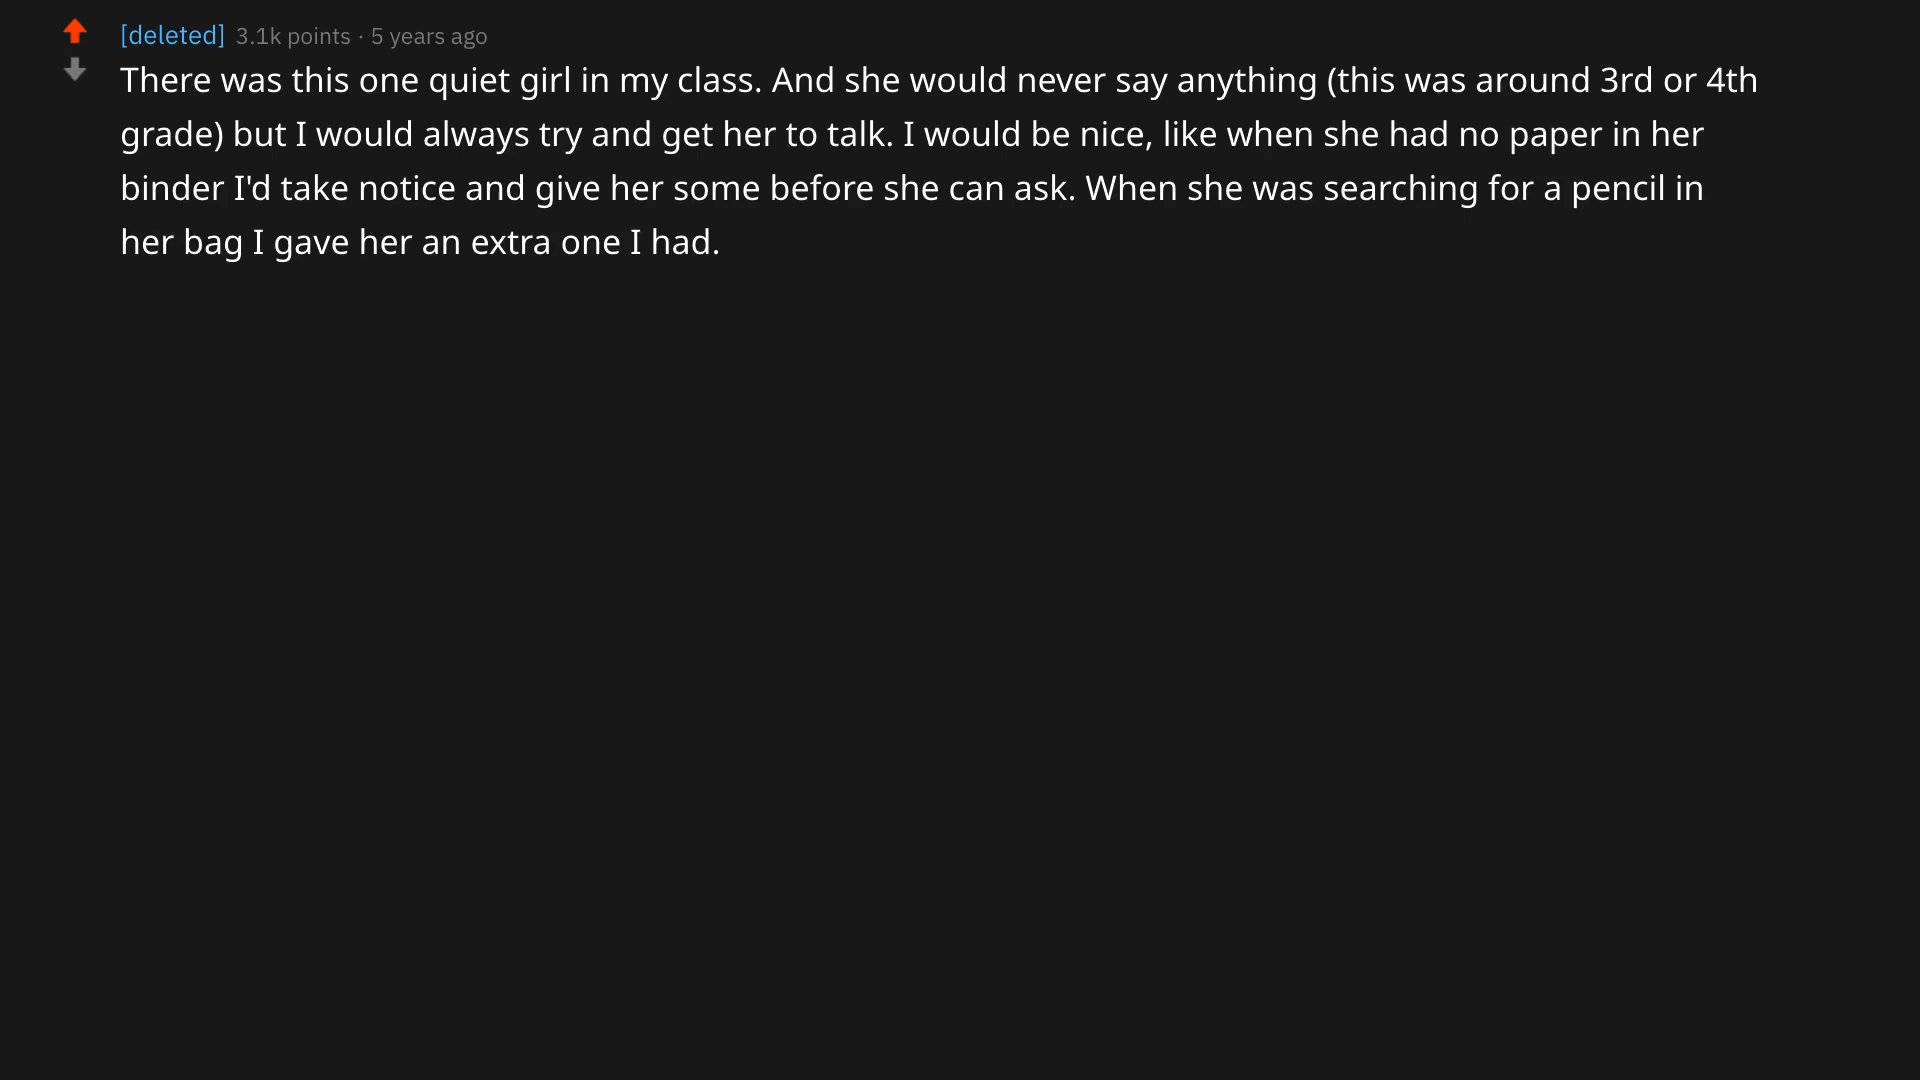 [deleted] 3.1k points · 5 years ago
There was this one quiet girl in my class. And she would never say anything (this was around 3rd or 4th
grade) but I would always try and get her to talk. I would be nice, like when she had no paper in her
binder I'd take notice and give her some before she can ask. When she was searching for a pencil in
her bag I gave her an extra one I had.